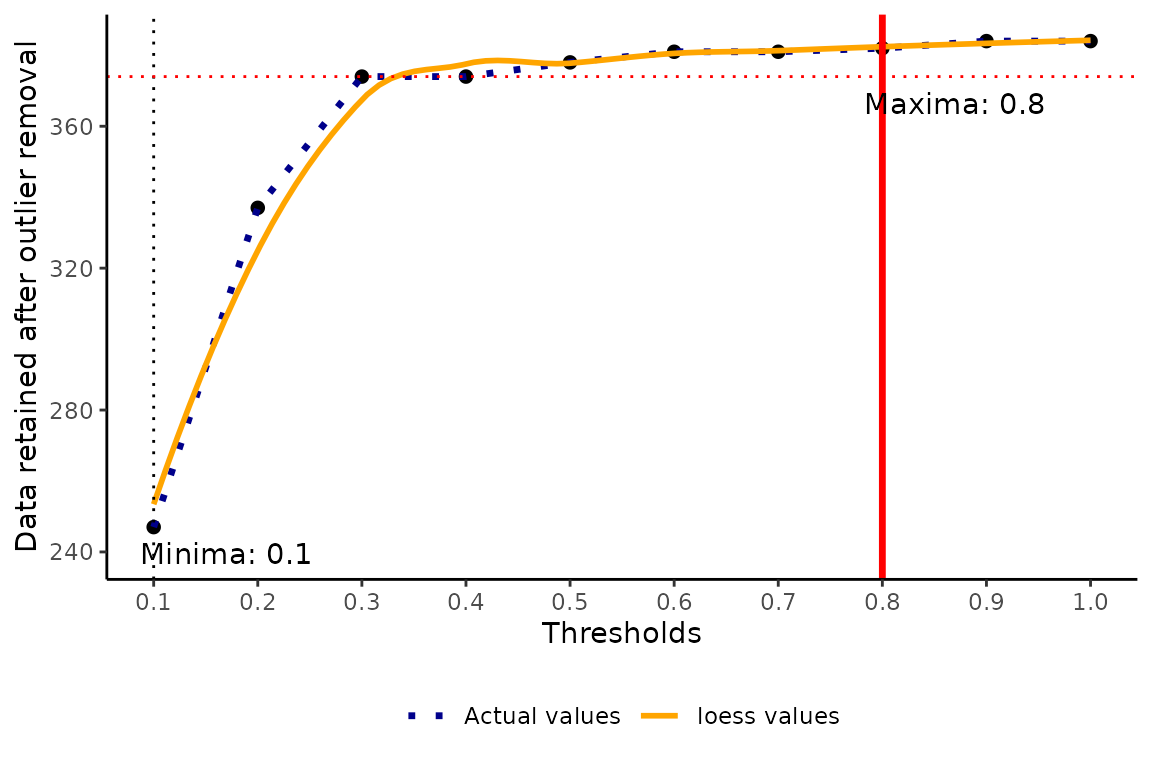 Data retained after outlier removal
360
320
280
240
Maxima: 0.8
Minima: 0.1
0.1 0.2 0.3 0.4 0.5 0.6 0.7 0.8 0.9 1.0
Thresholds
Actual values loess values